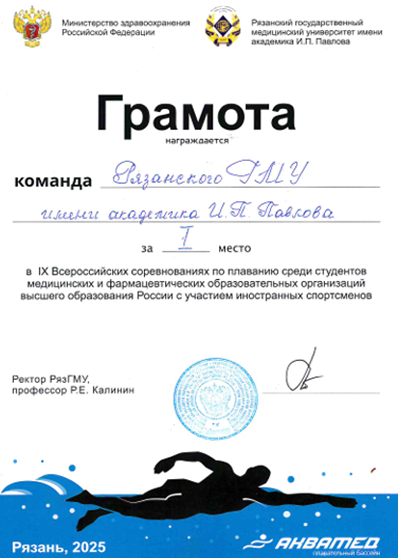 Министерство здравоохранения
Российской Федерации
Рязанский государственный
медицинский университет имени
академика И.П. Павлова
Грамота
награждается
команда Рязанского ГМУ
имени академика И.П. Павлова
за I место
в IX Всероссийских соревнованиях по плаванию среди студентов
медицинских и фармацевтических образовательных организаций
высшего образования России с участием иностранных спортсменов
Ректор РязГМУ,
профессор Р.Е. Калинин
Рязань, 2025
АКВАМЕД
плавательный бассейн